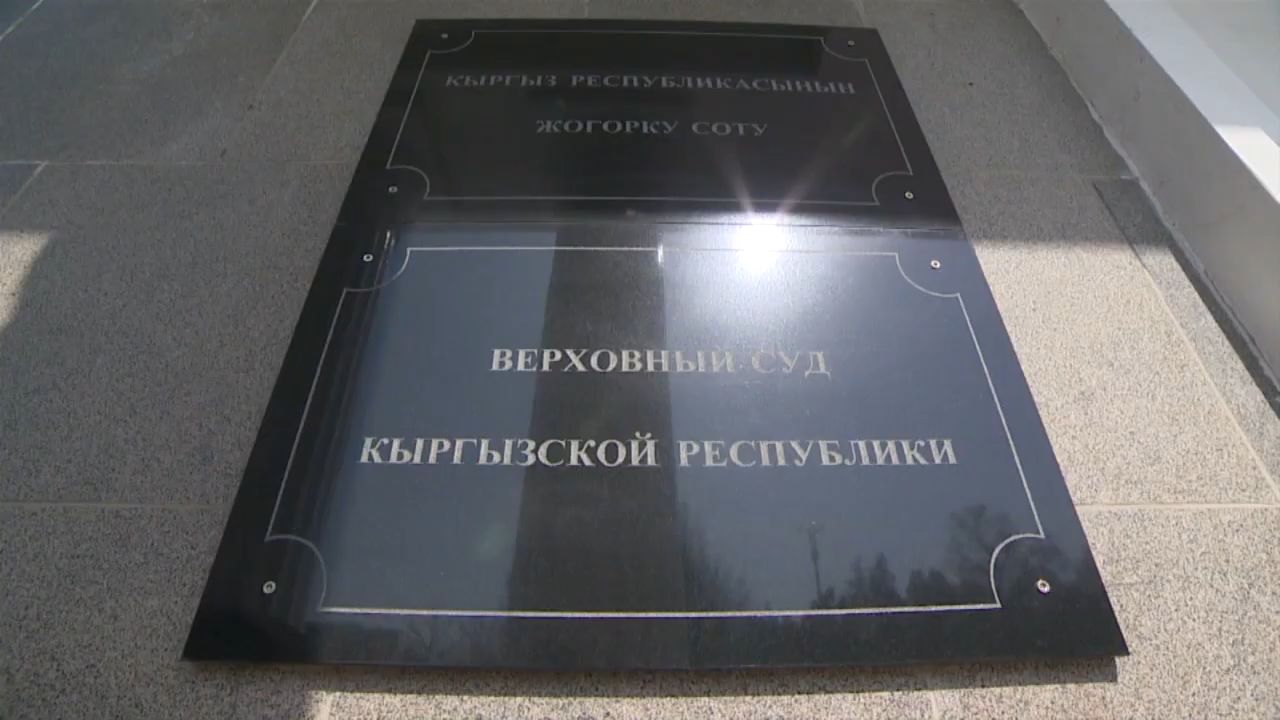 КЫРГЫЗ РЕСПУБЛИКАСЫНЫН
ЖОГОРКУ СОТУ
ВЕРХОВНЫЙ СУД
КЫРГЫЗСКОЙ РЕСПУБЛИКИ